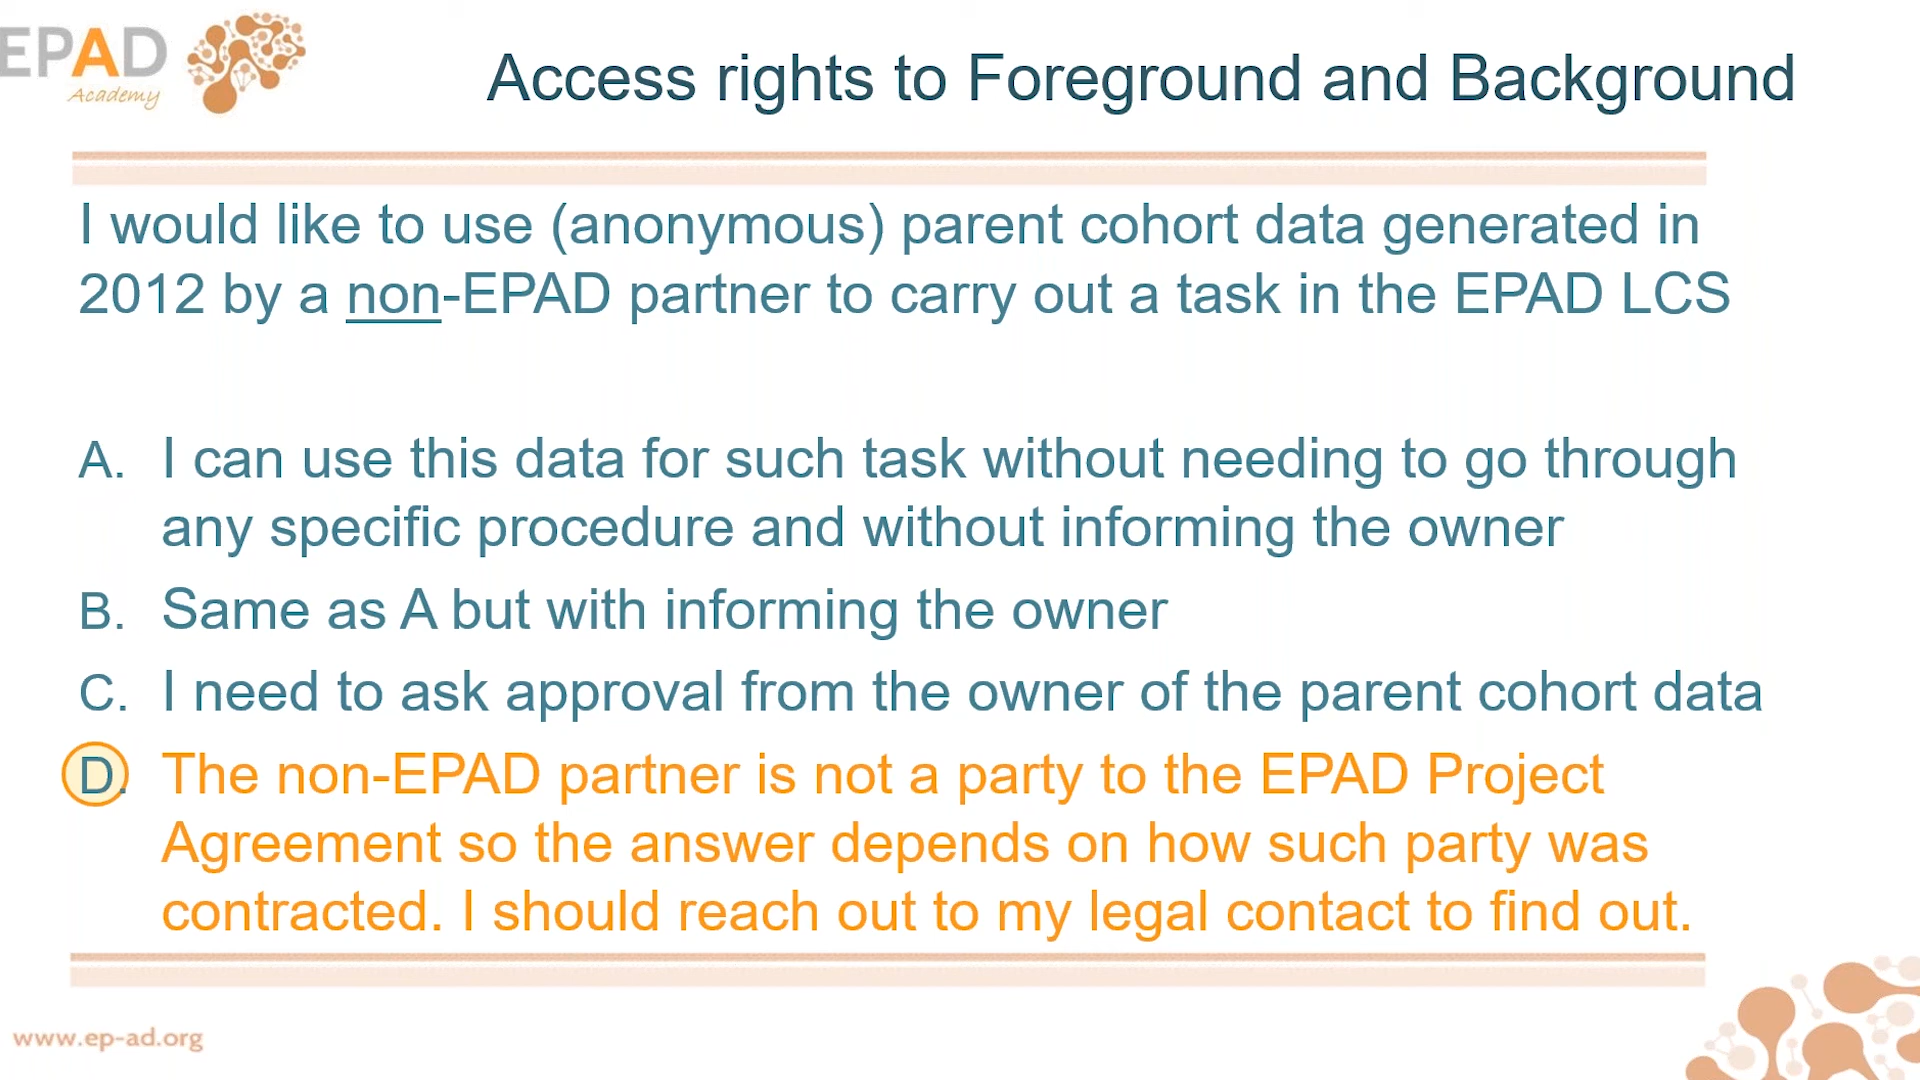 EPAD
Academy
Access rights to Foreground and Background
I would like to use (anonymous) parent cohort data generated in
2012 by a non-EPAD partner to carry out a task in the EPAD LCS
A. I can use this data for such task without needing to go through
any specific procedure and without informing the owner
B. Same as A but with informing the owner
C. I need to ask approval from the owner of the parent cohort data
D. The non-EPAD partner is not a party to the EPAD Project
Agreement so the answer depends on how such party was
contracted. I should reach out to my legal contact to find out.
www.ep-ad.org